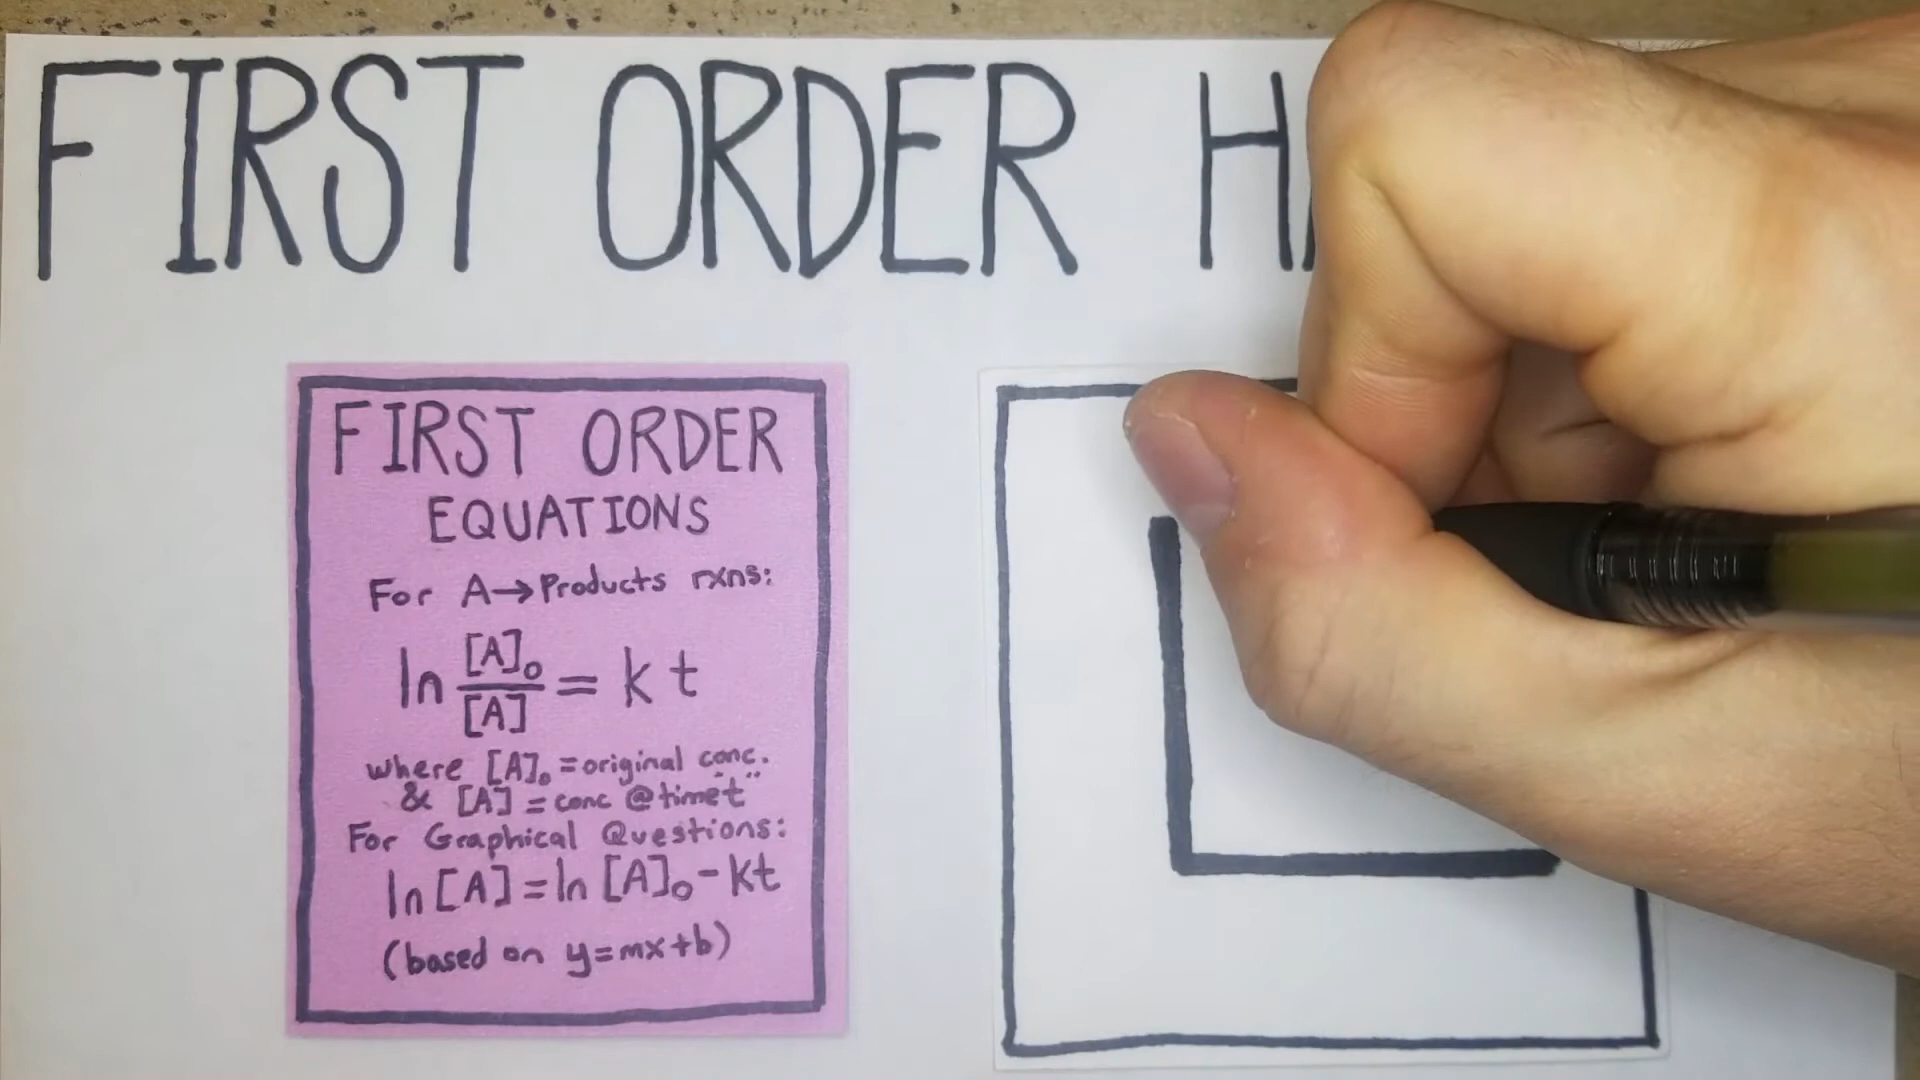 FIRST ORDER H
FIRST ORDER
EQUATIONS
For A→Products rxns:
ln [A]₀/[A] = k t
where [A]₀ = original conc.
& [A] = conc @ time "t"
For Graphical Questions:
ln [A] = ln [A]₀ - kt
(based on y=mx+b)